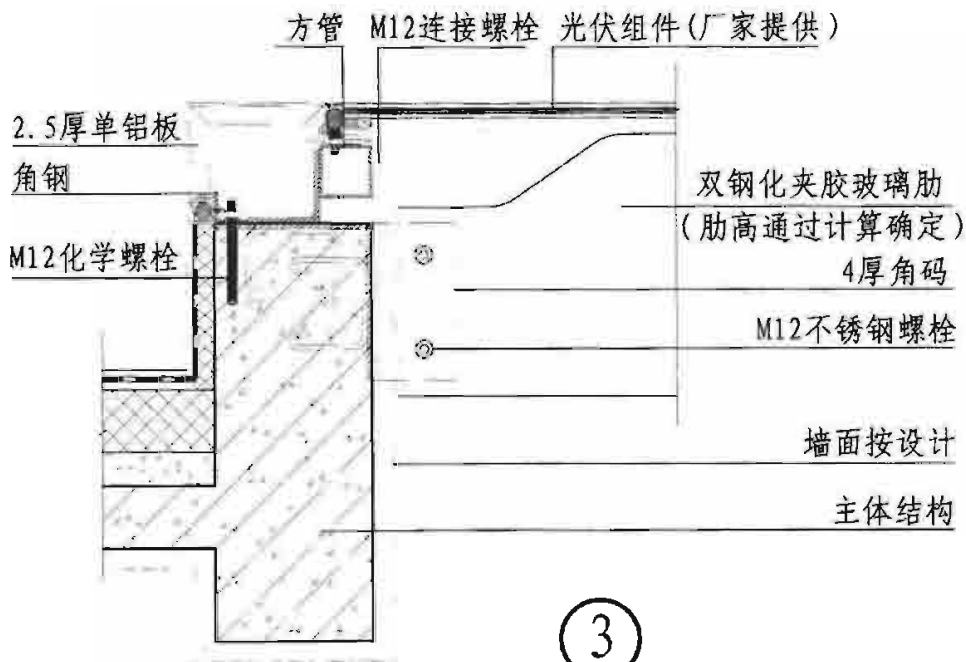 方管 M12连接螺栓 光伏组件(厂家提供)
2.5厚单铝板
角钢
M12化学螺栓
双钢化夹胶玻璃肋
(肋高通过计算确定)
4厚角码
M12不锈钢螺栓
墙面按设计
主体结构
3